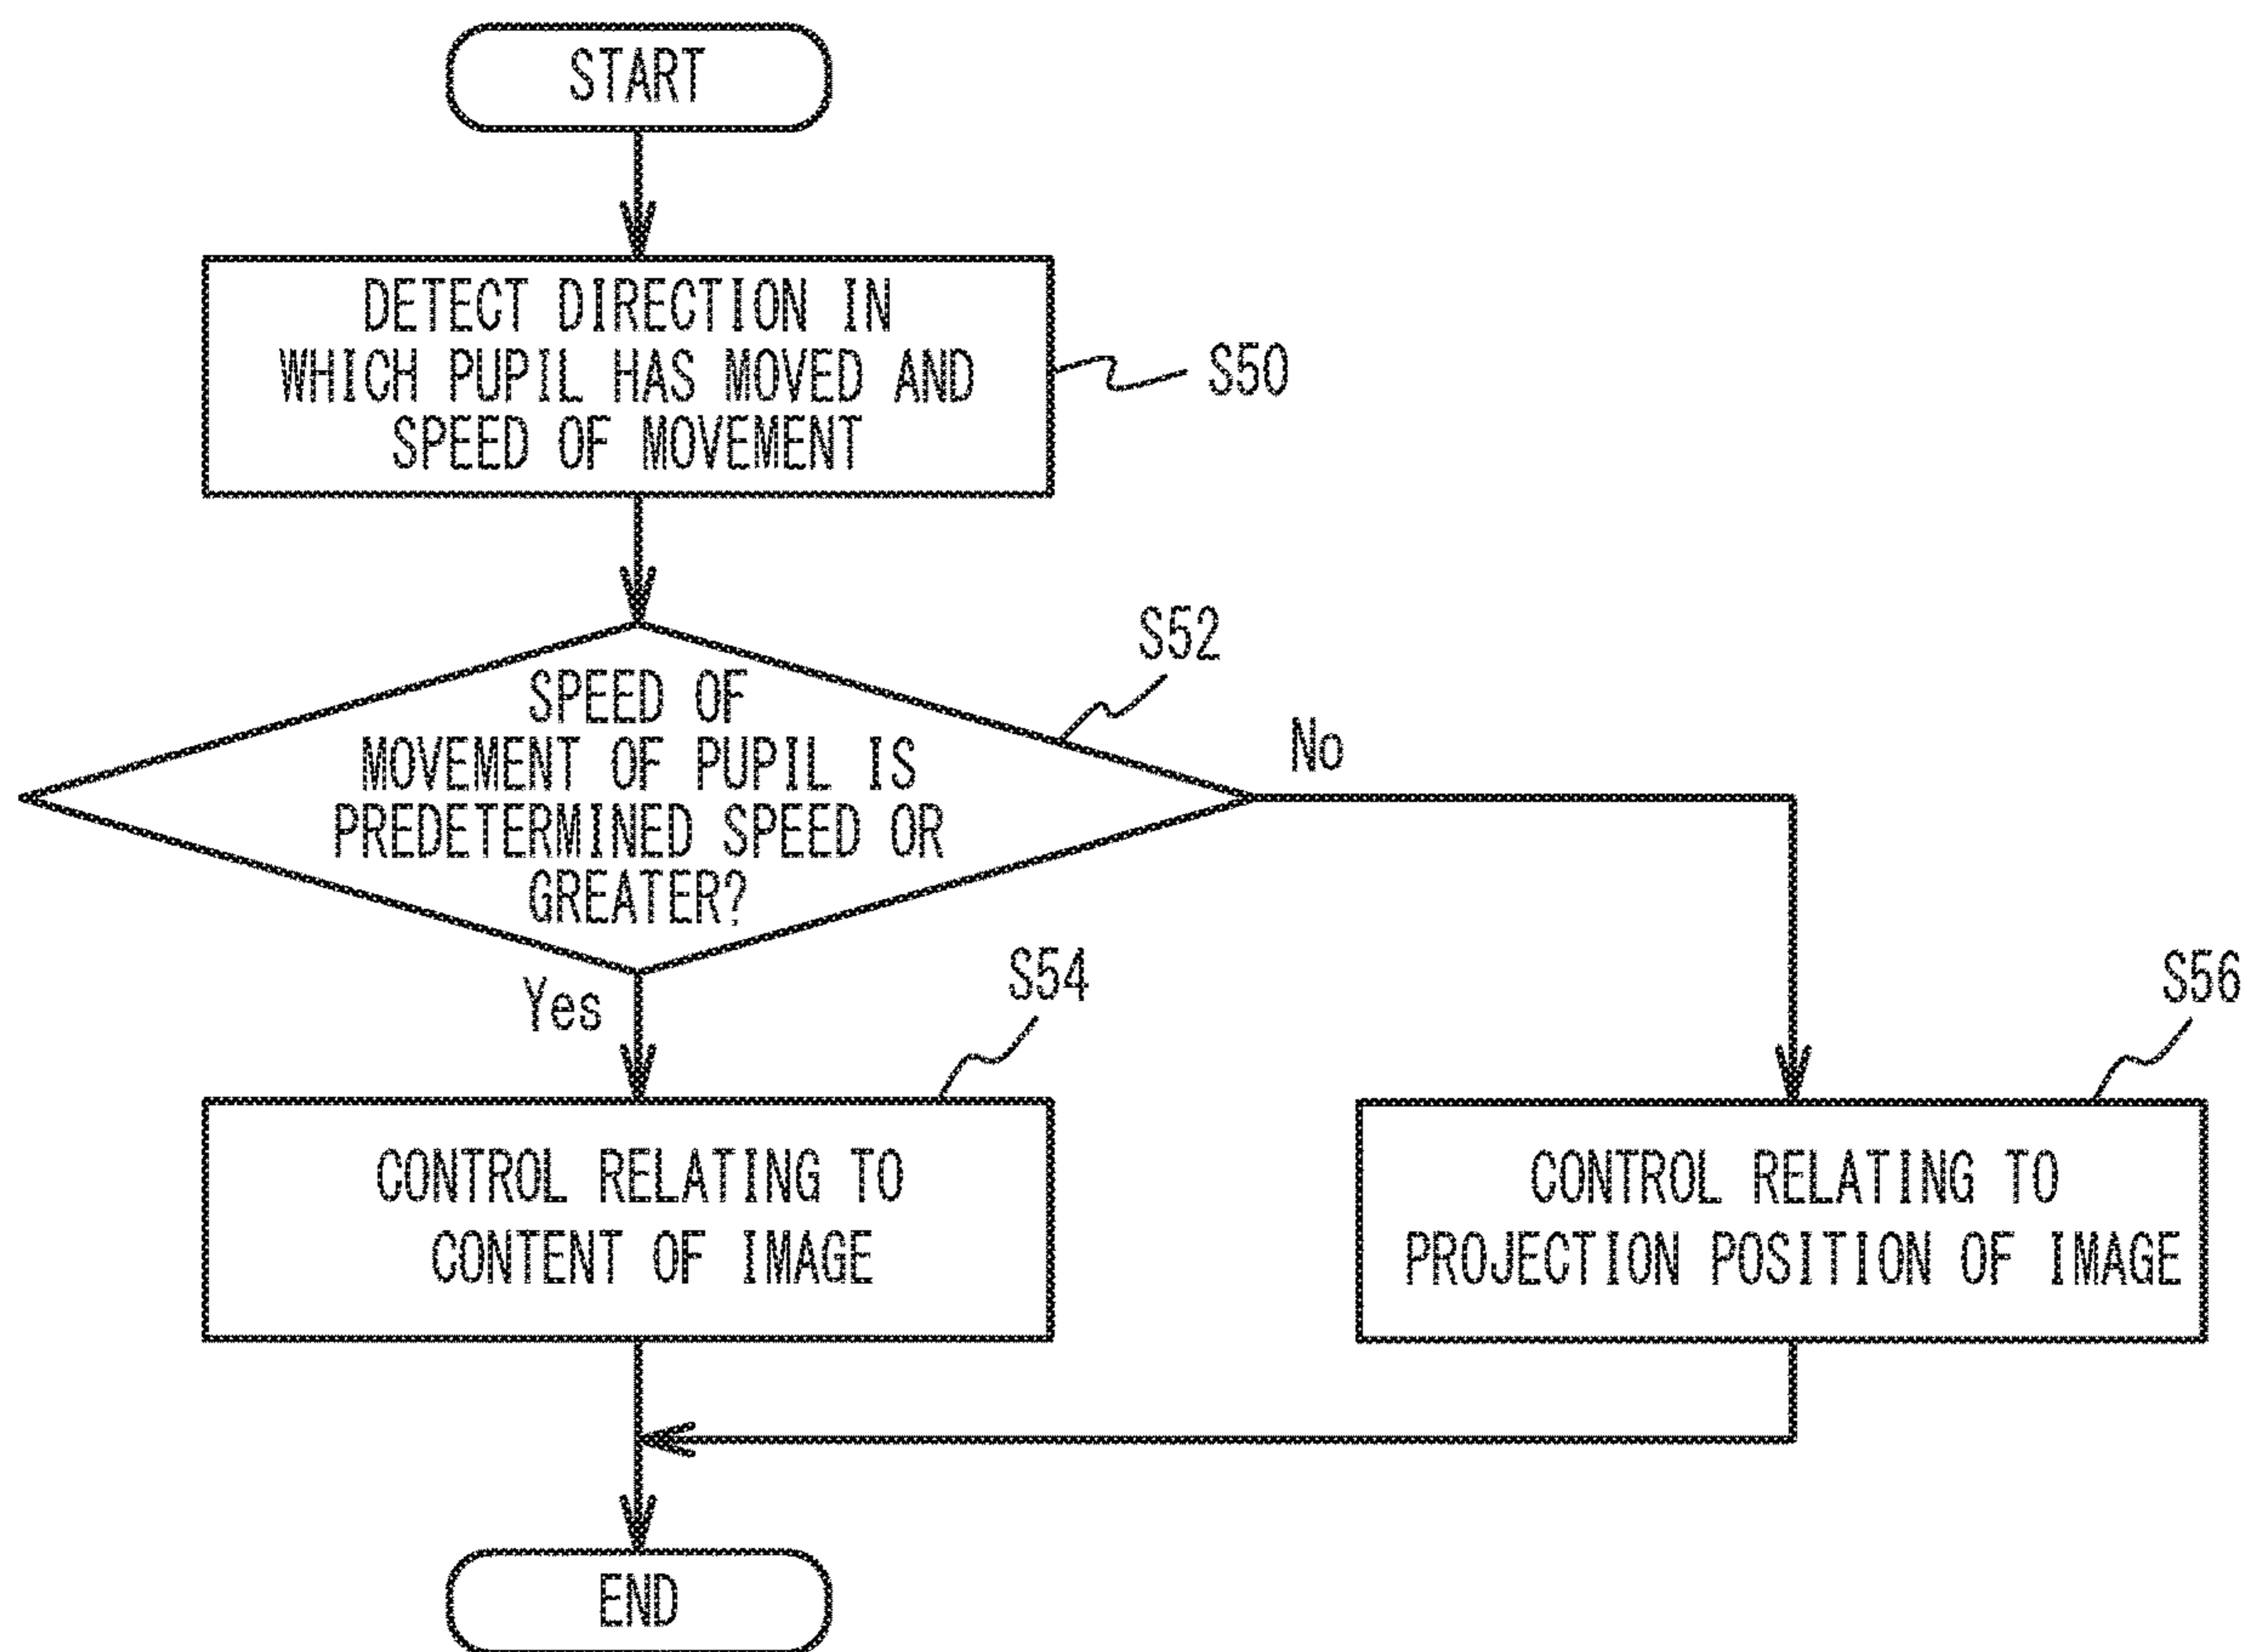 START
DETECT DIRECTION IN
WHICH PUPIL HAS MOVED AND
SPEED OF MOVEMENT
S50
S52
SPEED OF
MOVEMENT OF PUPIL IS
PREDETERMINED SPEED OR
GREATER?
No
Yes
S54
CONTROL RELATING TO
CONTENT OF IMAGE
S56
CONTROL RELATING TO
PROJECTION POSITION OF IMAGE
END